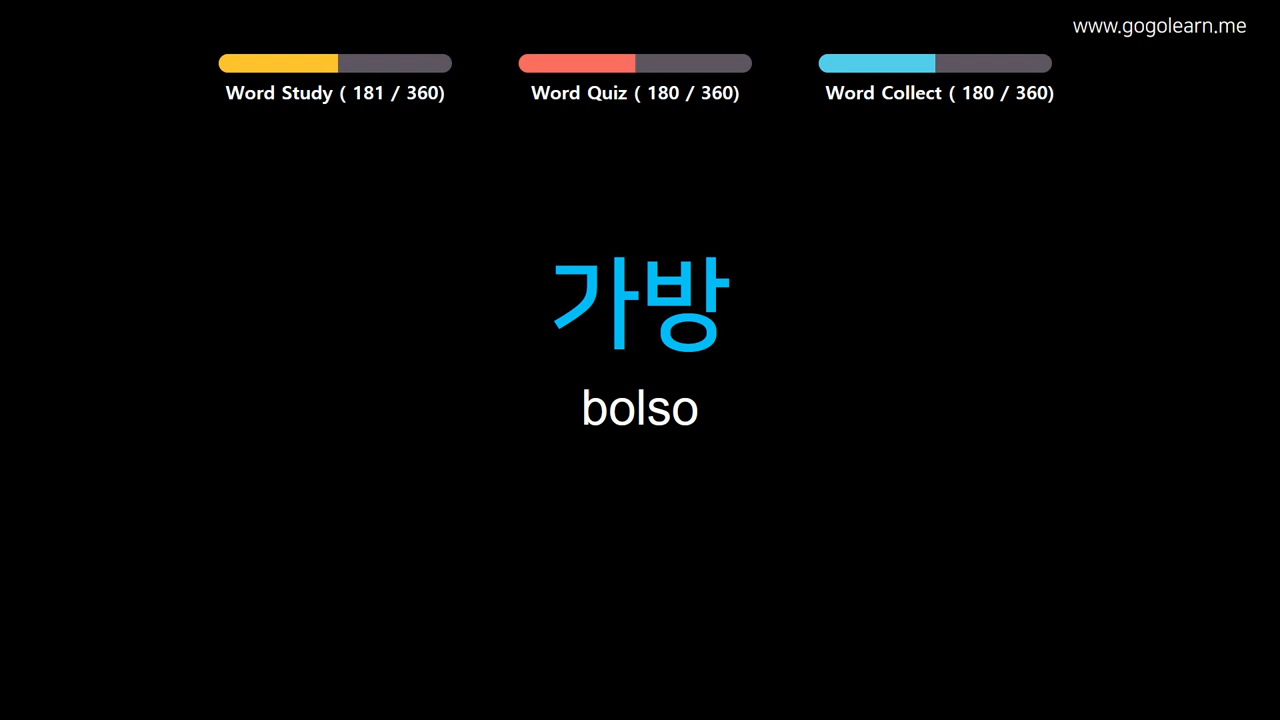 www.gogolearn.me
Word Study ( 181 / 360)
Word Quiz ( 180 / 360)
Word Collect ( 180 / 360)
가방
bolso